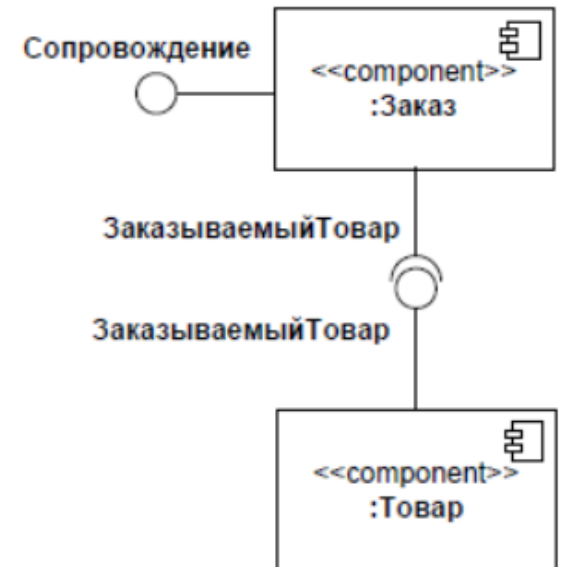 Сопровождение
<<component>>
:Заказ
ЗаказываемыйТовар
ЗаказываемыйТовар
<<component>>
:Товар